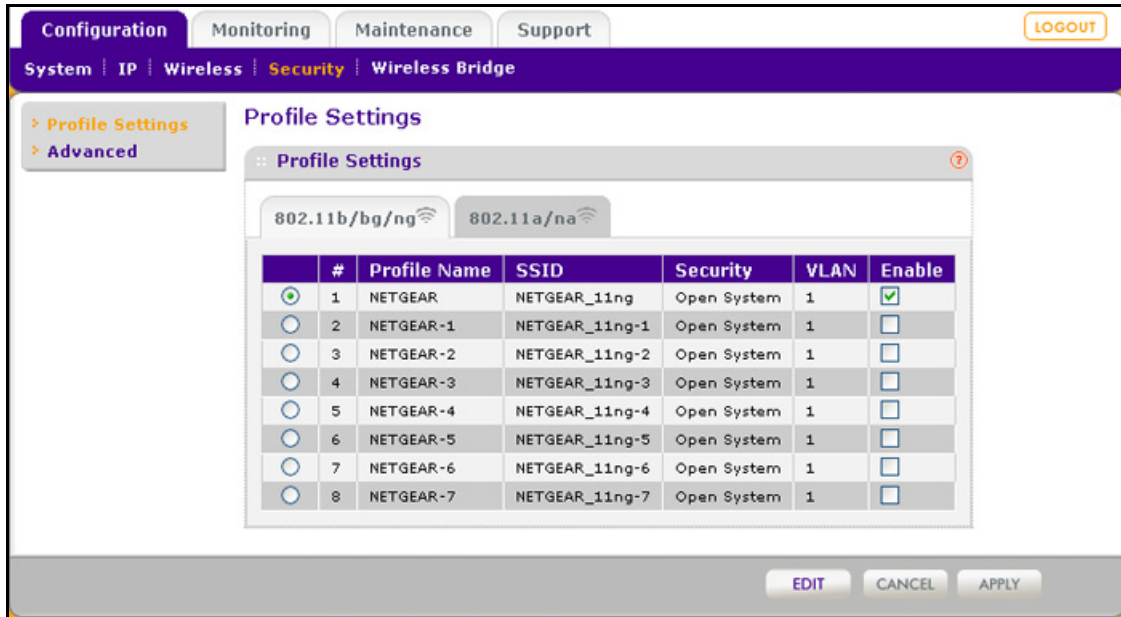 Configuration Monitoring Maintenance Support LOGOUT
System IP Wireless Security Wireless Bridge
Profile Settings
Advanced
Profile Settings
Profile Settings ?
802.11b/bg/ng 802.11a/na
# Profile Name SSID Security VLAN Enable
1 NETGEAR NETGEAR_11ng Open System 1
2 NETGEAR-1 NETGEAR_11ng-1 Open System 1
3 NETGEAR-2 NETGEAR_11ng-2 Open System 1
4 NETGEAR-3 NETGEAR_11ng-3 Open System 1
5 NETGEAR-4 NETGEAR_11ng-4 Open System 1
6 NETGEAR-5 NETGEAR_11ng-5 Open System 1
7 NETGEAR-6 NETGEAR_11ng-6 Open System 1
8 NETGEAR-7 NETGEAR_11ng-7 Open System 1
EDIT CANCEL APPLY